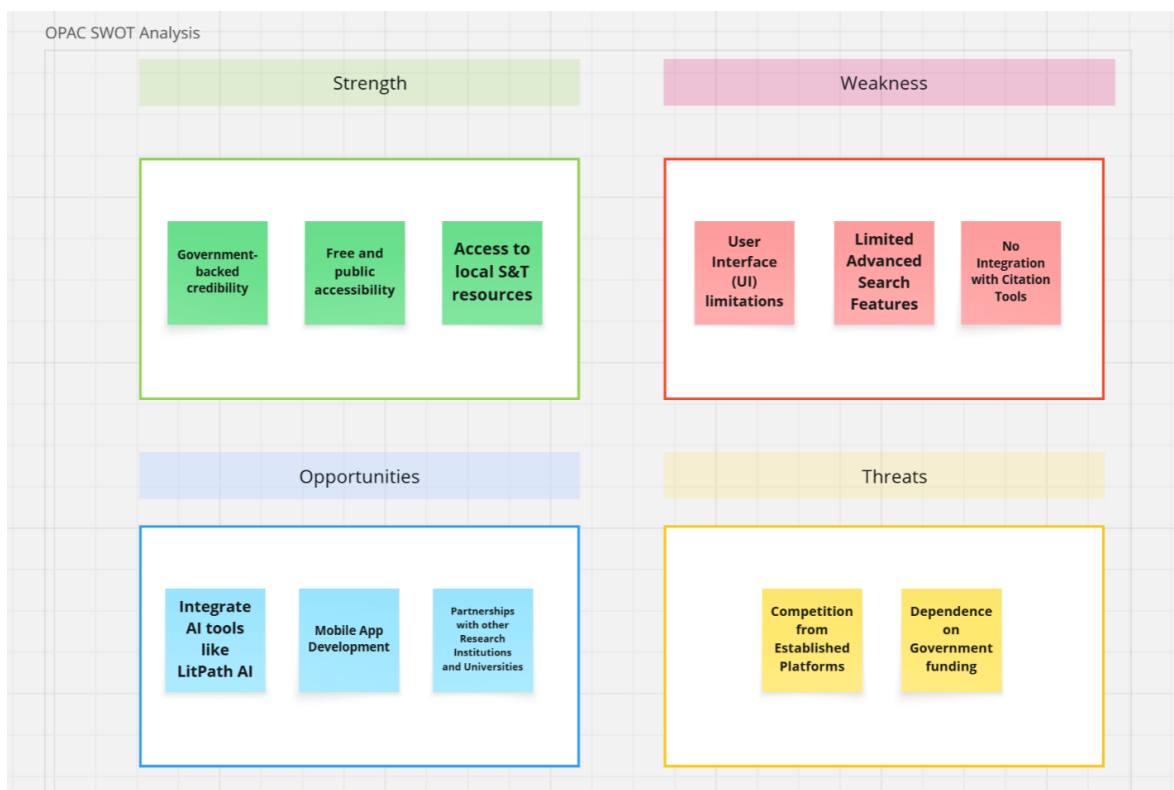 OPAC SWOT Analysis
Strength
Government-
backed
credibility
Free and
public
accessibility
Access to
local S&T
resources
Weakness
User
Interface
(UI)
limitations
Limited
Advanced
Search
Features
No
Integration
with Citation
Tools
Opportunities
Integrate
AI tools
like
LitPath AI
Mobile App
Development
Partnerships
with other
Research
Institutions
and Universities
Threats
Competition
from
Established
Platforms
Dependence
on
Government
funding